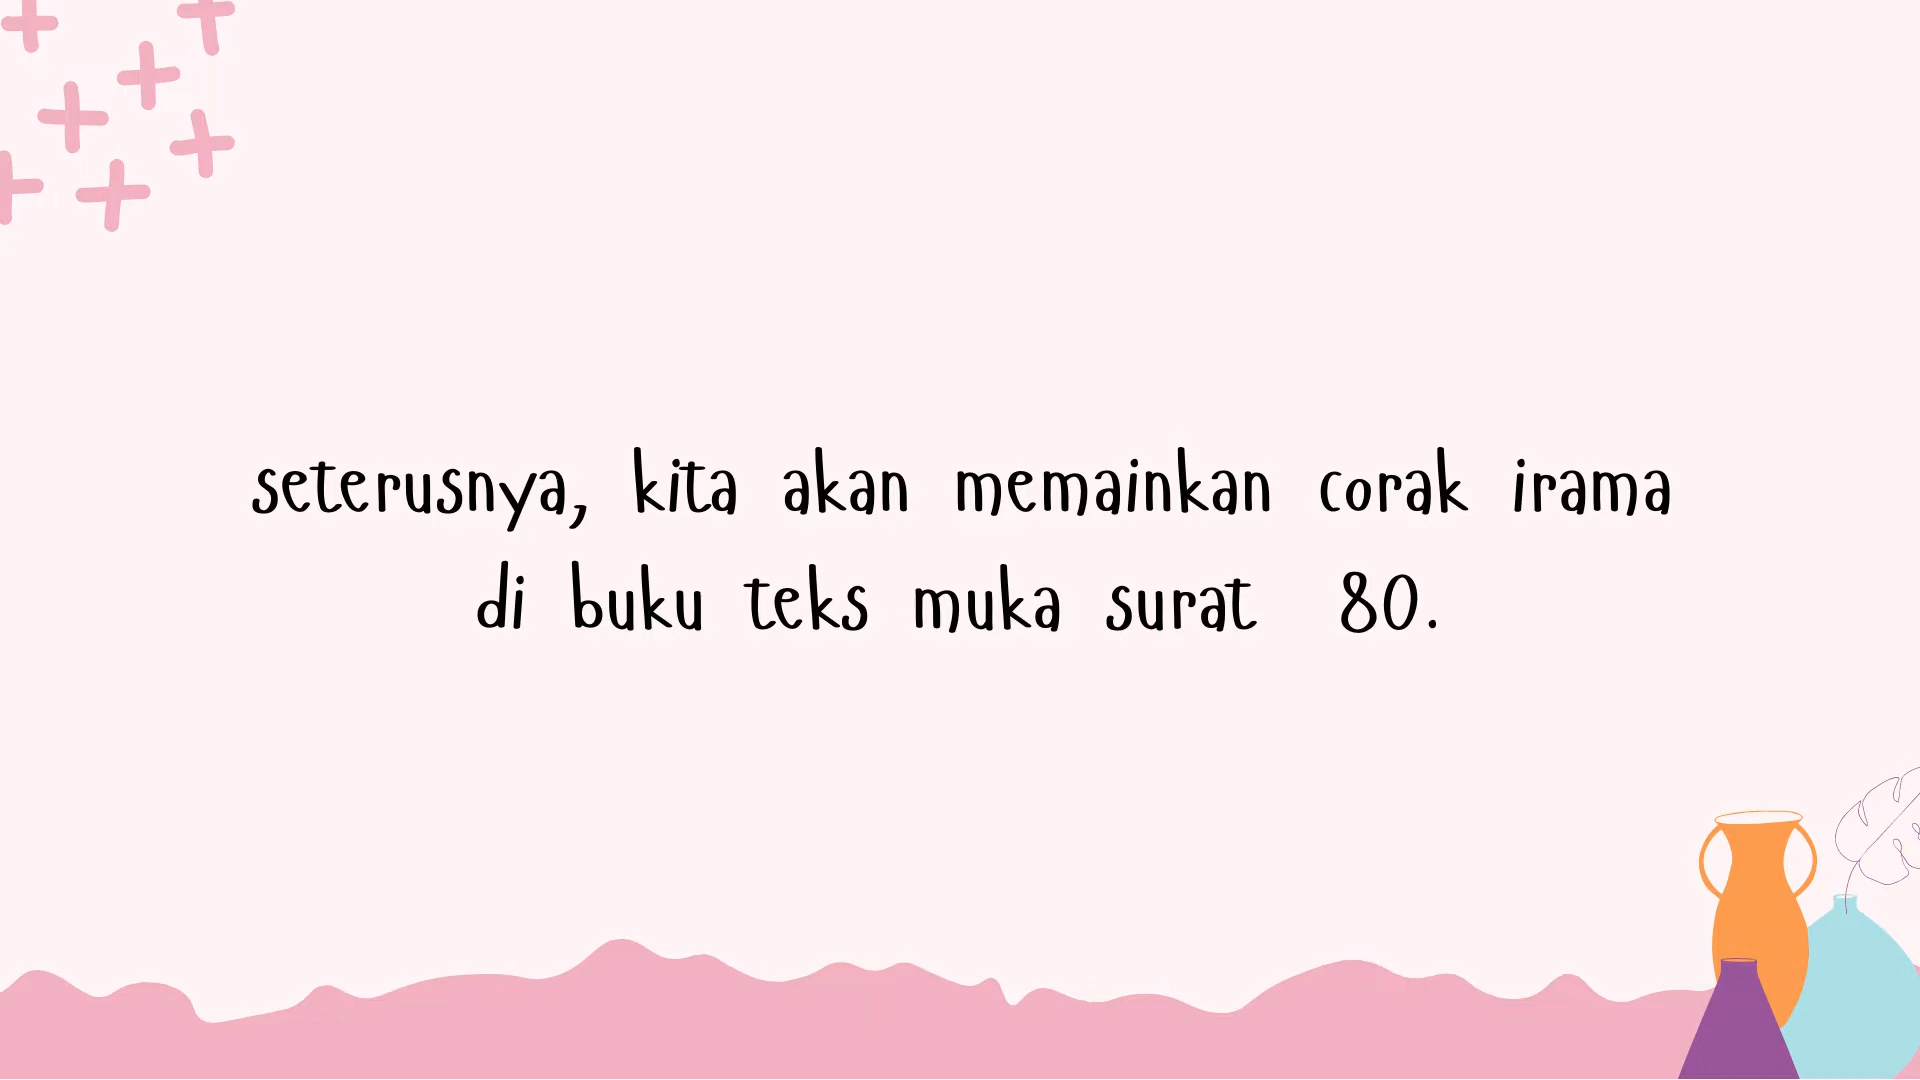 seterusnya, kita akan memainkan corak irama
di buku teks muka surat 80.